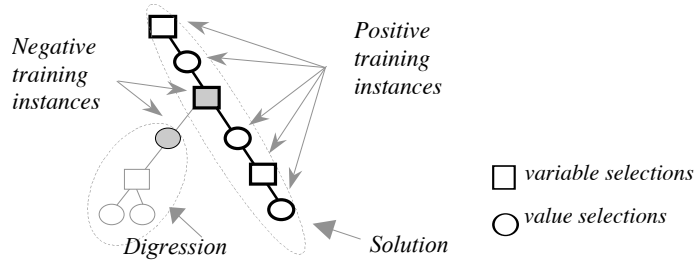 Negative
training
instances
Positive
training
instances
variable selections
value selections
Digression
Solution